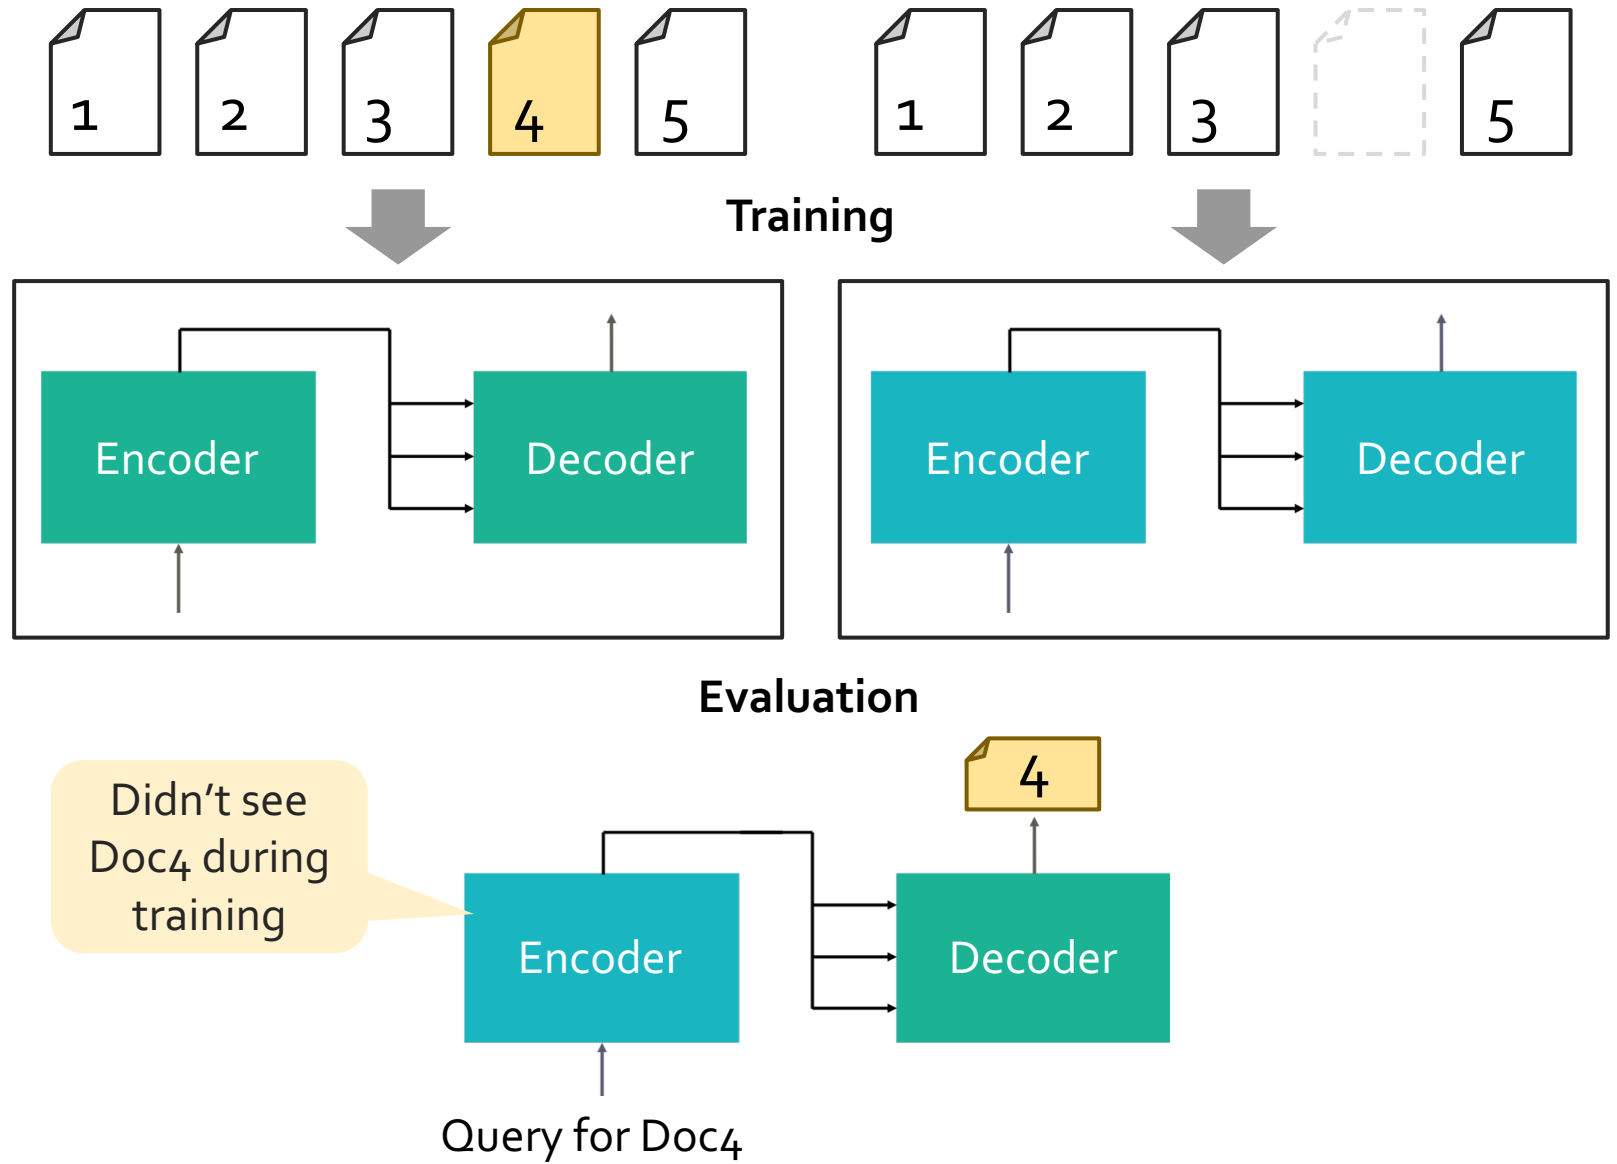 1 2 3 4 5 1 2 3 5
Training
Encoder Decoder Encoder Decoder
Evaluation
4
Didn't see
Doc4 during
training
Encoder Decoder
Query for Doc4